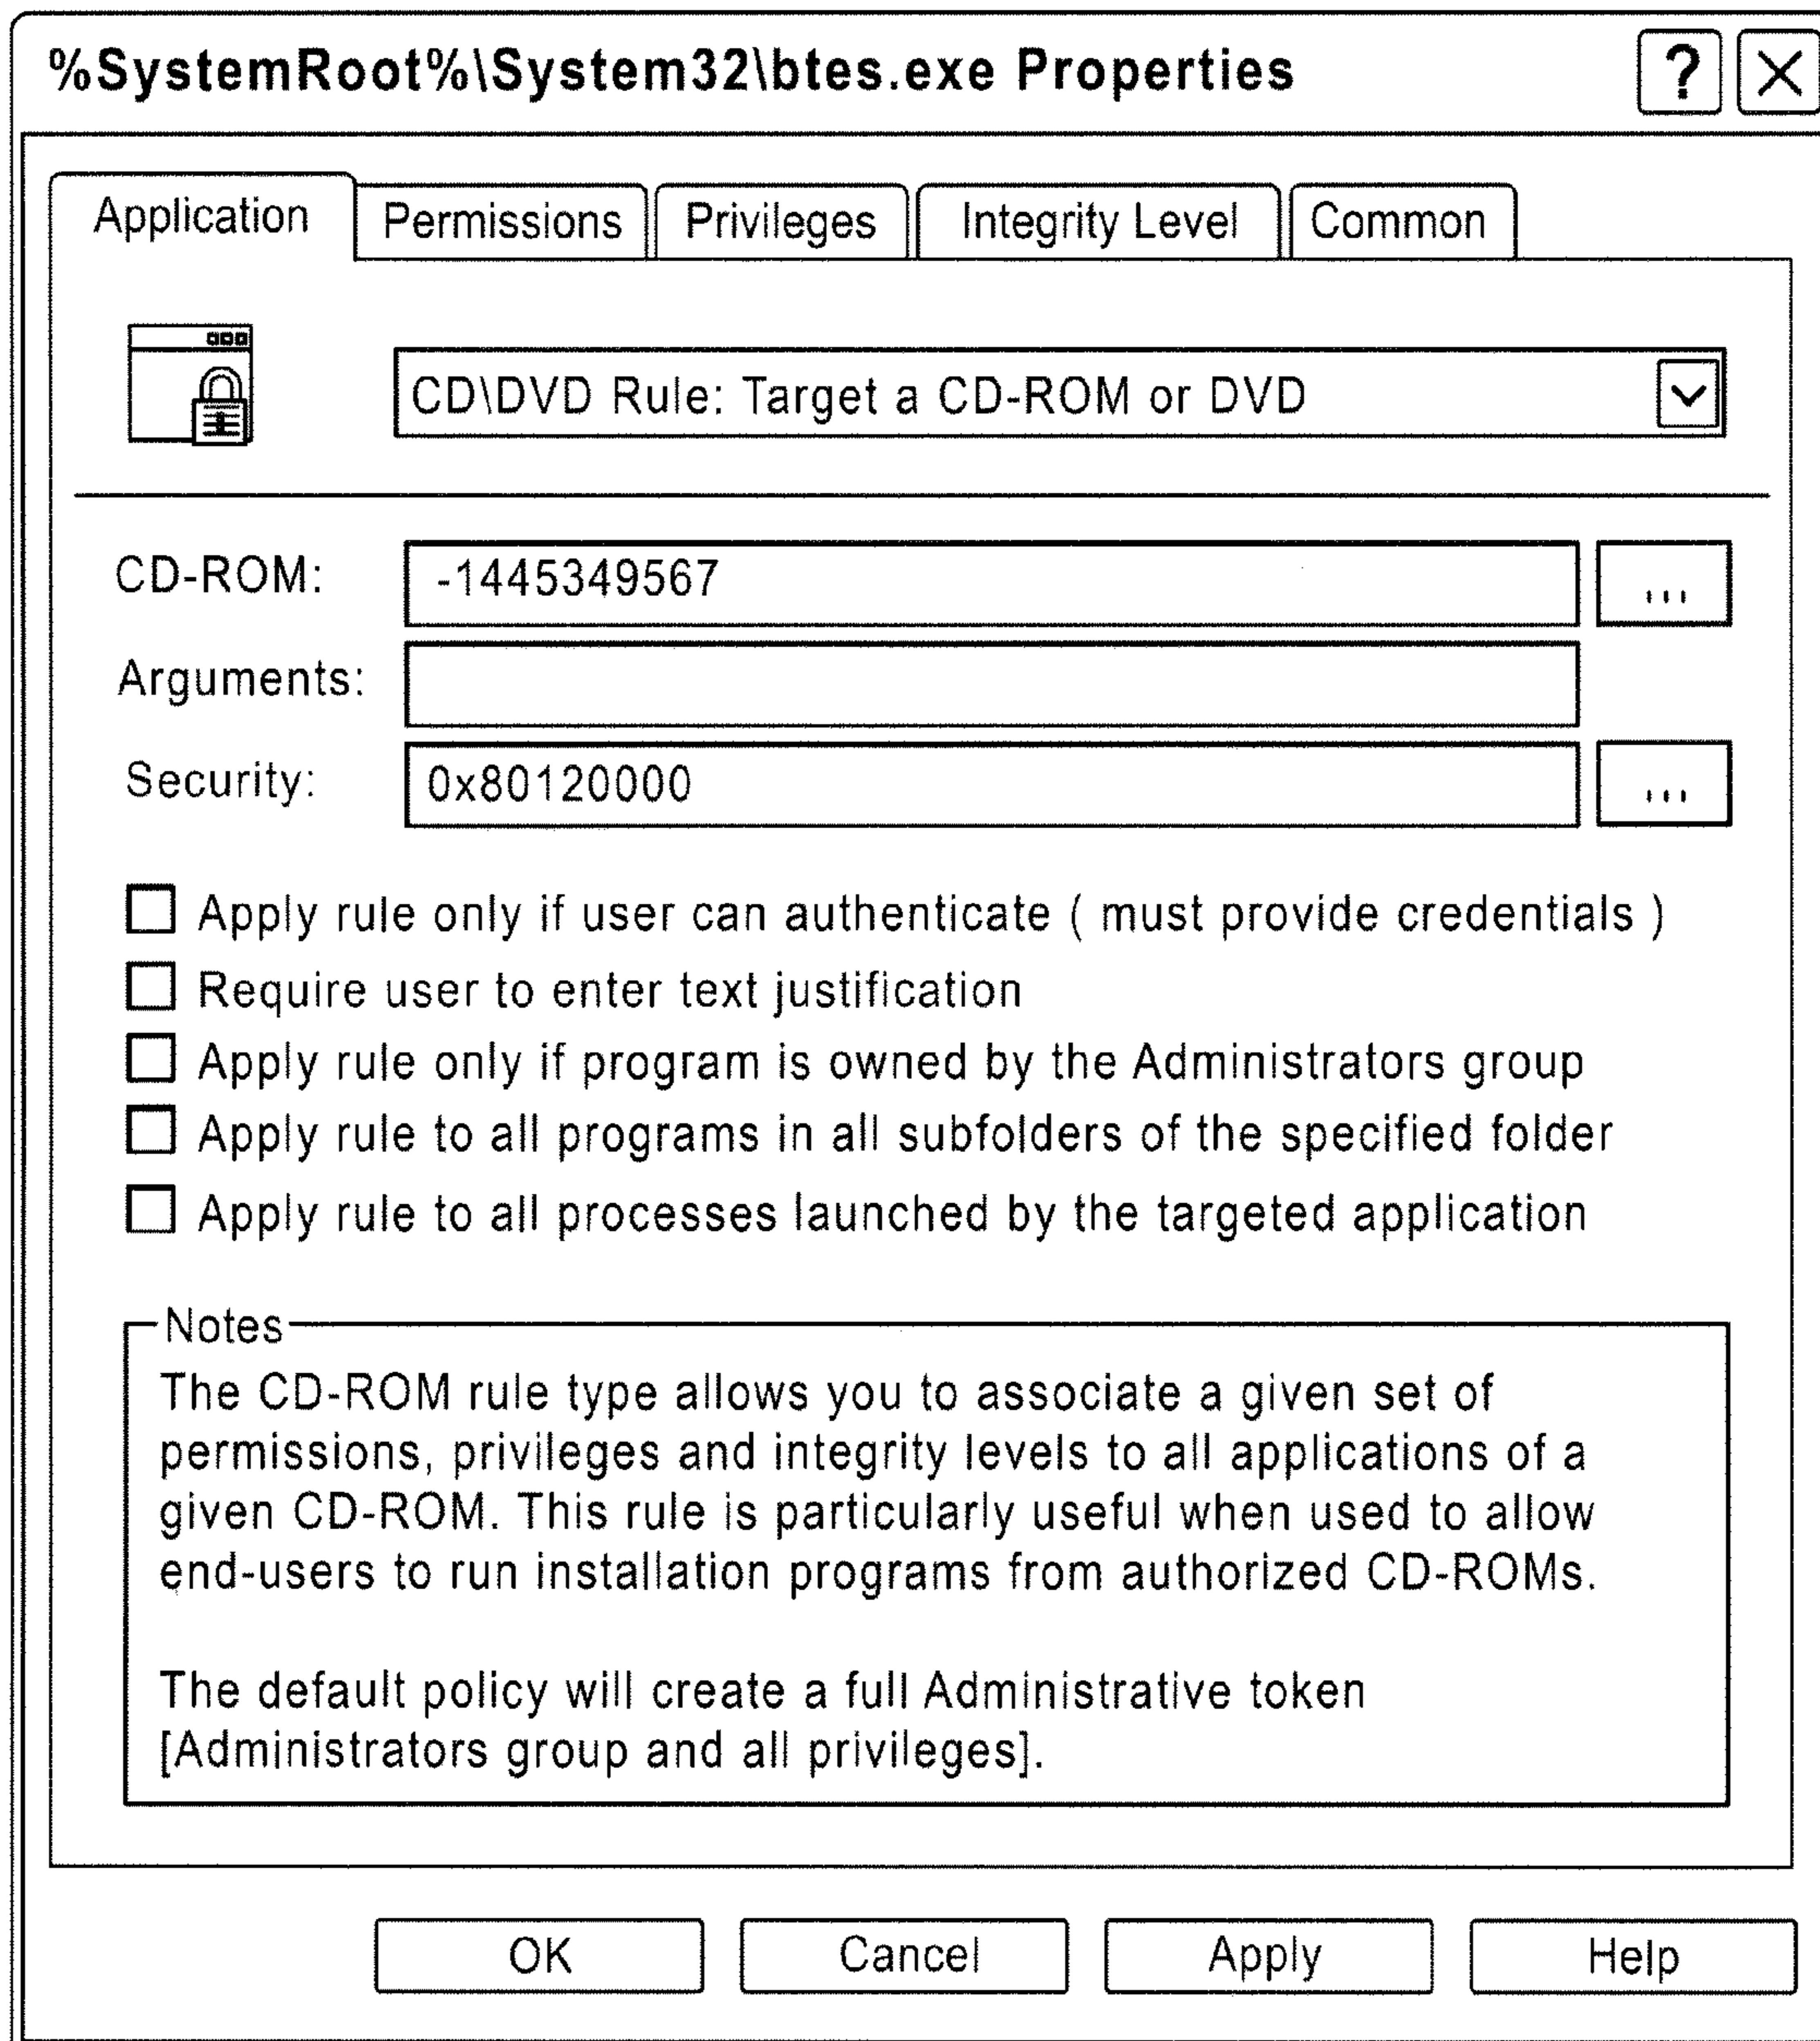 %SystemRoot%\System32\btes.exe Properties
?
Application
Permissions
Privileges
Integrity Level
Common
CD\DVD Rule: Target a CD-ROM or DVD
CD-ROM:
-1445349567
...
Arguments:
Security:
0x80120000
...
Apply rule only if user can authenticate ( must provide credentials )
Require user to enter text justification
Apply rule only if program is owned by the Administrators group
Apply rule to all programs in all subfolders of the specified folder
Apply rule to all processes launched by the targeted application
Notes
The CD-ROM rule type allows you to associate a given set of
permissions, privileges and integrity levels to all applications of a
given CD-ROM. This rule is particularly useful when used to allow
end-users to run installation programs from authorized CD-ROMs.
The default policy will create a full Administrative token
[Administrators group and all privileges].
OK
Cancel
Apply
Help